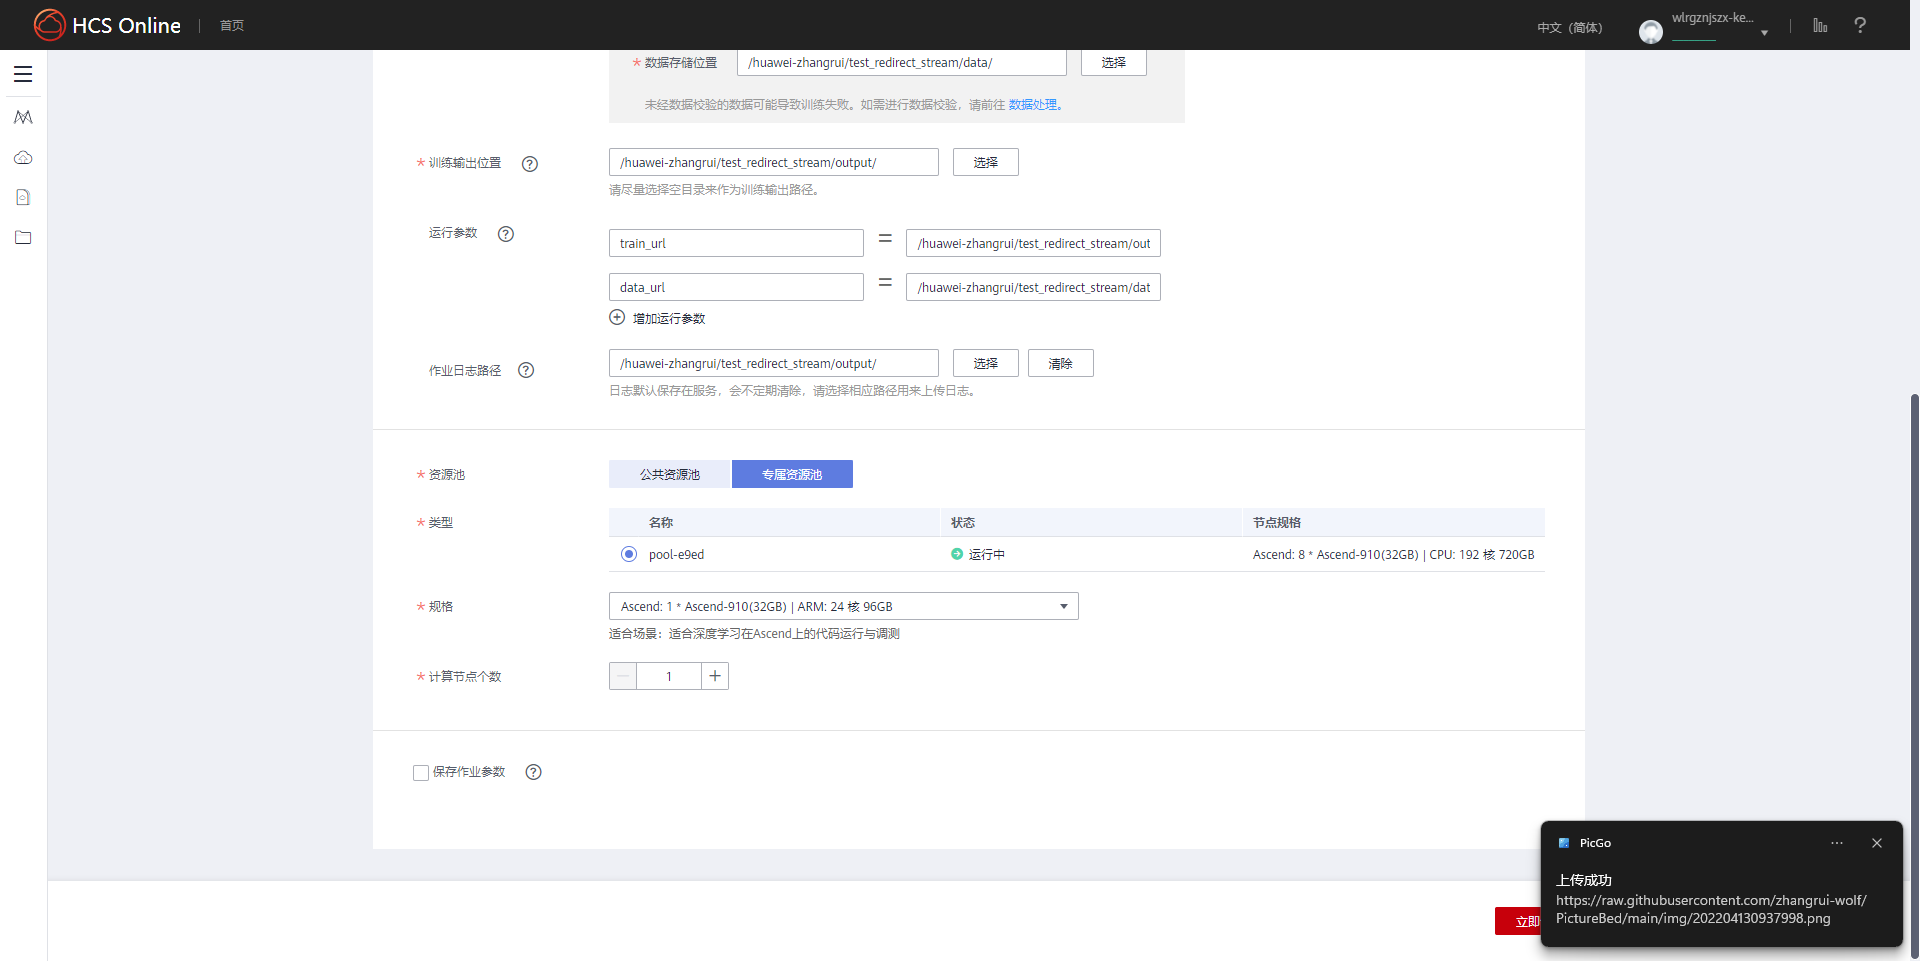 HCS Online
首页
中文（简体）
wlrgznjszx-ke...
* 数据存储位置
/huawei-zhangrui/test_redirect_stream/data/
选择
未经数据校验的数据可能导致训练失败。如需进行数据校验，请前往 数据处理。
* 训练输出位置
/huawei-zhangrui/test_redirect_stream/output/
选择
请尽量选择空目录来作为训练输出路径。
运行参数
train_url = /huawei-zhangrui/test_redirect_stream/out
data_url = /huawei-zhangrui/test_redirect_stream/dat
增加运行参数
作业日志路径
/huawei-zhangrui/test_redirect_stream/output/
选择
清除
日志默认保存在服务，会不定期清除，请选择相应路径用来上传日志。
* 资源池
公共资源池
专属资源池
* 类型
名称
状态
节点规格
pool-e9ed
运行中
Ascend: 8 * Ascend-910(32GB) | CPU: 192 核 720GB
* 规格
Ascend: 1 * Ascend-910(32GB) | ARM: 24 核 96GB
适合场景：适合深度学习在Ascend上的代码运行与调测
* 计算节点个数
1
保存作业参数
立即
PicGo
上传成功
https://raw.githubusercontent.com/zhangrui-wolf/
PictureBed/main/img/202204130937998.png